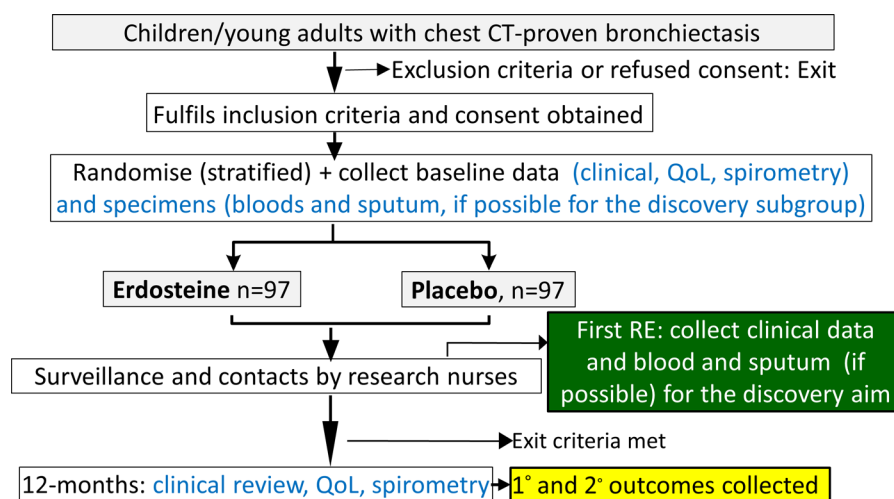 Children/young adults with chest CT-proven bronchiectasis
Exclusion criteria or refused consent: Exit
Fulfils inclusion criteria and consent obtained
Randomise (stratified) + collect baseline data (clinical, QoL, spirometry)
and specimens (bloods and sputum, if possible for the discovery subgroup)
Erdosteine n=97
Placebo, n=97
First RE: collect clinical data
and blood and sputum (if
possible) for the discovery aim
Surveillance and contacts by research nurses
Exit criteria met
12-months: clinical review, QoL, spirometry
1° and 2° outcomes collected